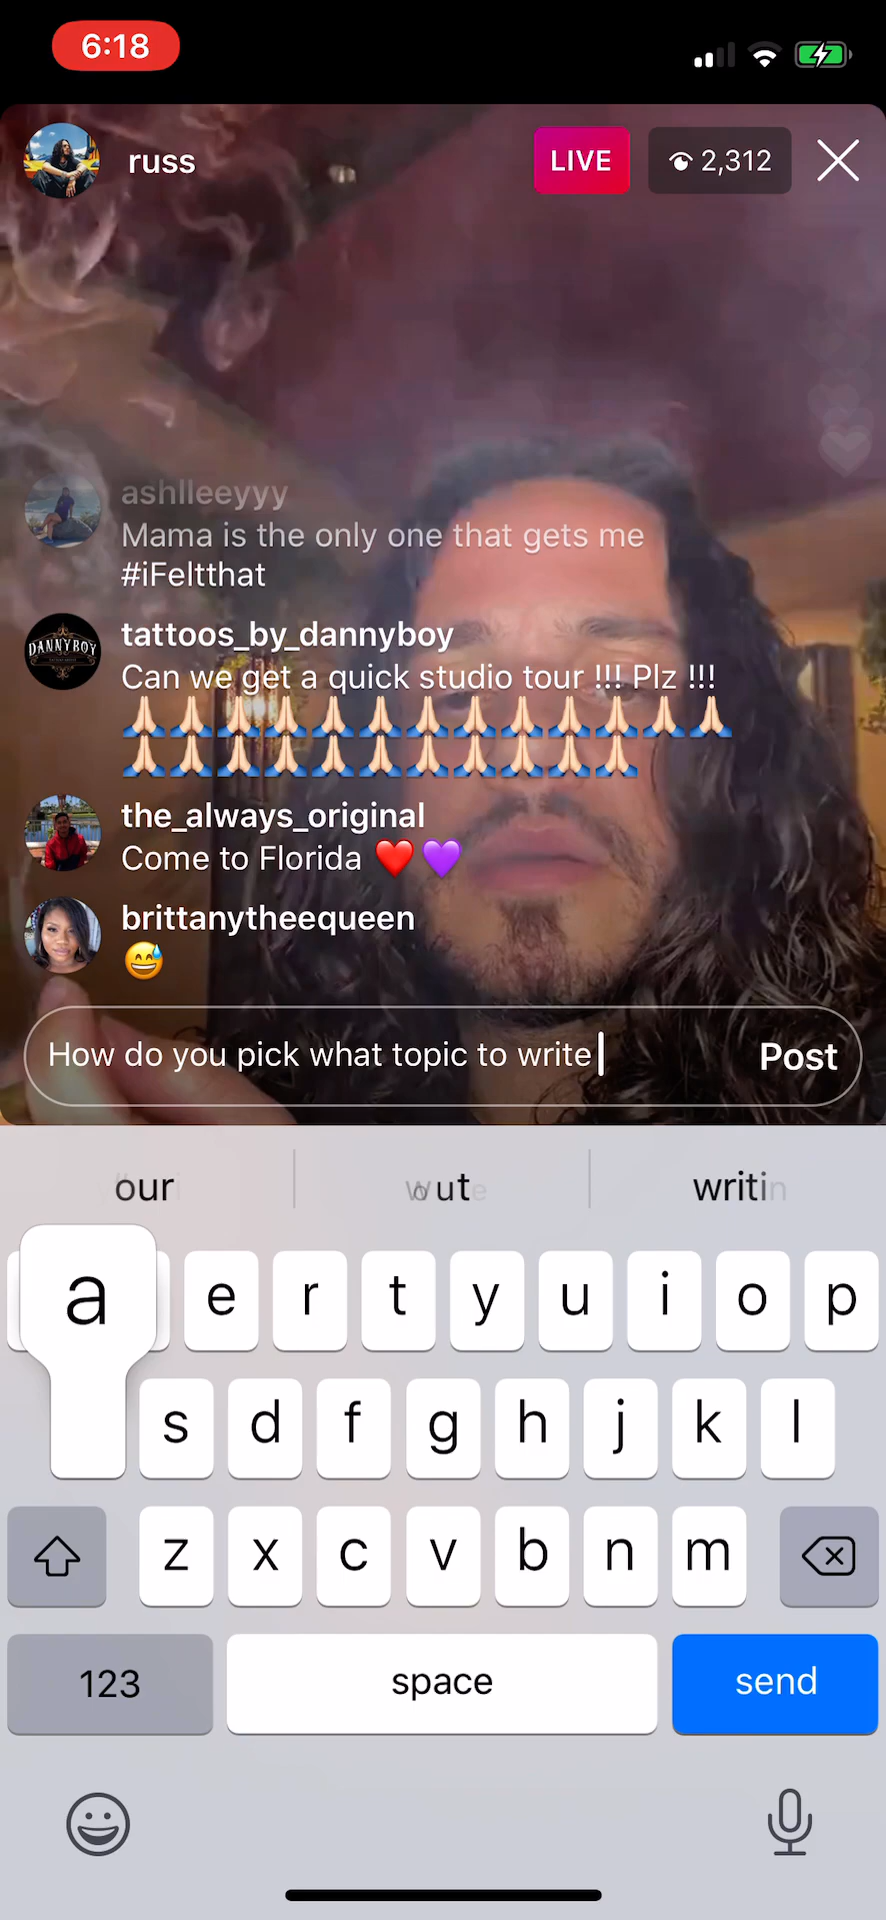 6:18
russ
LIVE
2,312
ashlleeyyy
Mama is the only one that gets me
#iFeltthat
DANNYBOY
tattoos_by_dannyboy
Can we get a quick studio tour !!! Plz !!!
🙏🏻🙏🏻🙏🏻🙏🏻🙏🏻🙏🏻🙏🏻🙏🏻🙏🏻🙏🏻🙏🏻🙏🏻🙏🏻
🙏🏻🙏🏻🙏🏻🙏🏻🙏🏻🙏🏻🙏🏻🙏🏻🙏🏻🙏🏻🙏🏻
the_always_original
Come to Florida ❤️💜
brittanytheequeen
😅
How do you pick what topic to write
Post
our
a e r t y u i o p
s d f g h j k l
z x c v b n m
123 space send